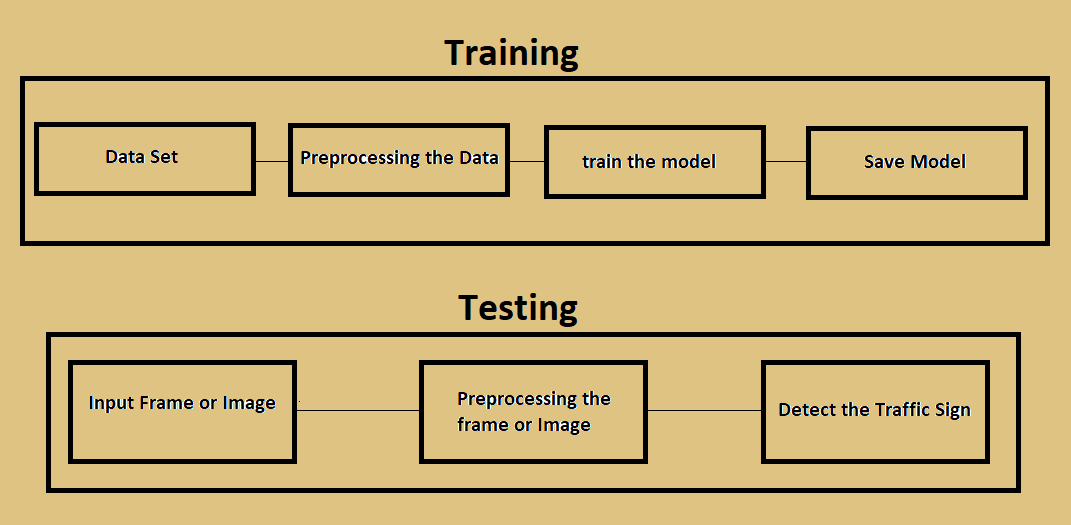 Training
Data Set
Preprocessing the Data
train the model
Save Model
Testing
Input Frame or Image
Preprocessing the
frame or Image
Detect the Traffic Sign